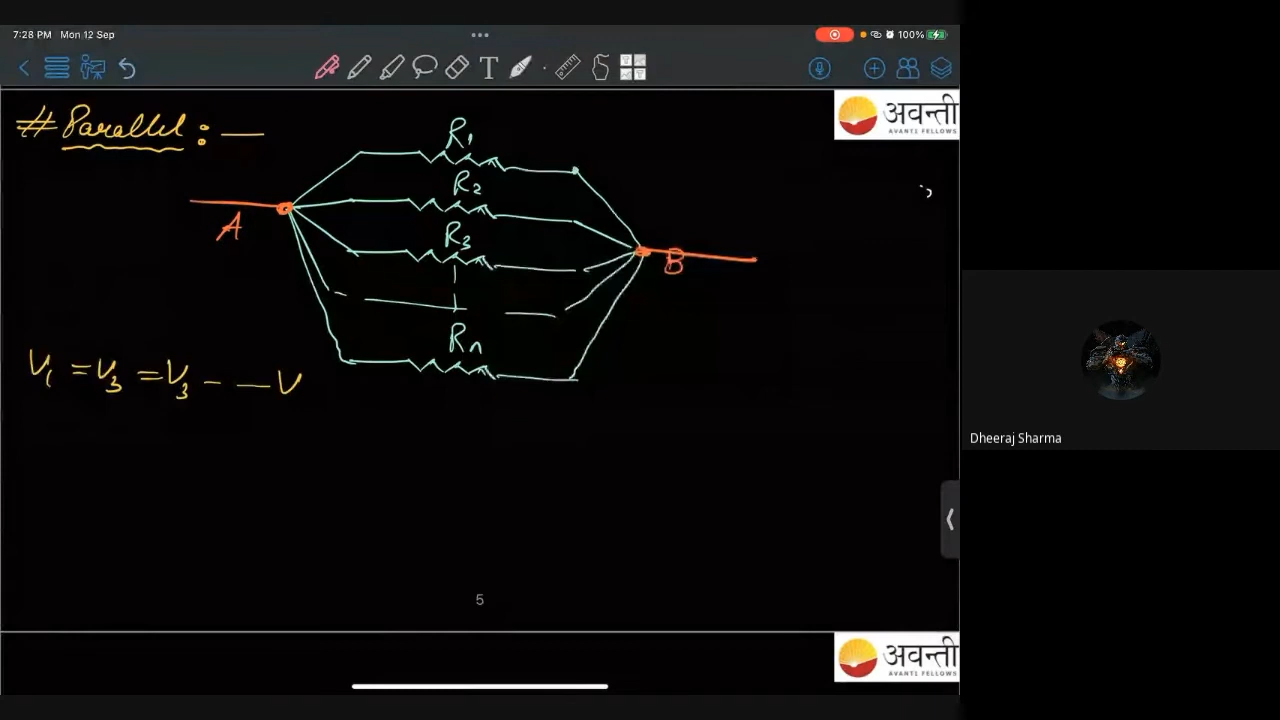 7:28 PM Mon 12 Sep
100%
T
# Parallel : —
अवन्ती
AVANTI FELLOWS
R1
R2
A
R3
B
Rn
V1 = V3 = V3 - — V
Dheeraj Sharma
5
अवन्ती
AVANTI FELLOWS